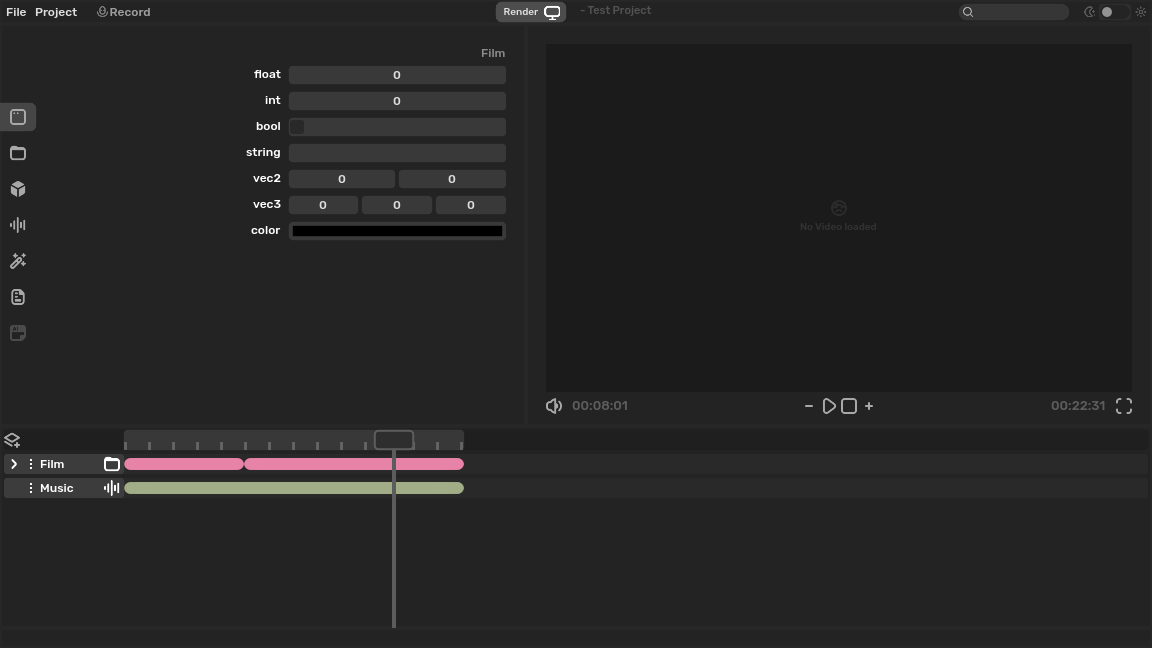 File Project Record Render - Test Project
Film
float 0
int 0
bool
string
vec2 0 0
vec3 0 0 0
color
No Video loaded
00:08:01 00:22:31
Film
Music